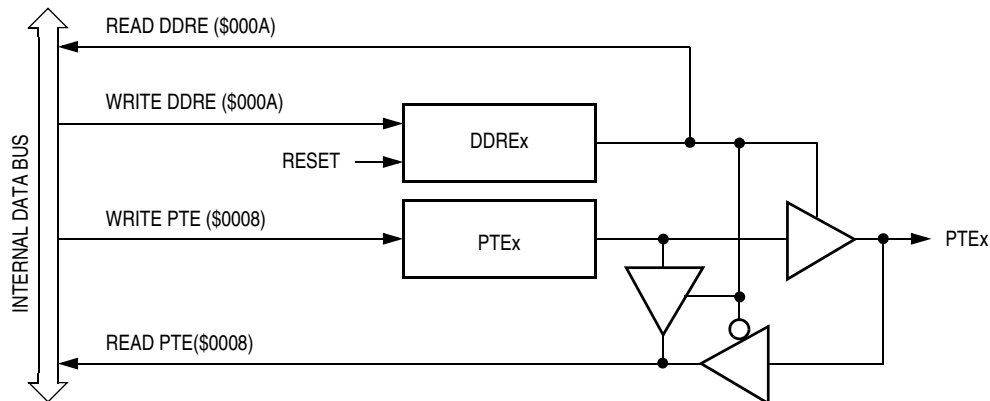 READ DDRE ($000A)
WRITE DDRE ($000A)
DDREx
RESET
INTERNAL DATA BUS
WRITE PTE ($0008)
PTEx
PTEx
READ PTE($0008)